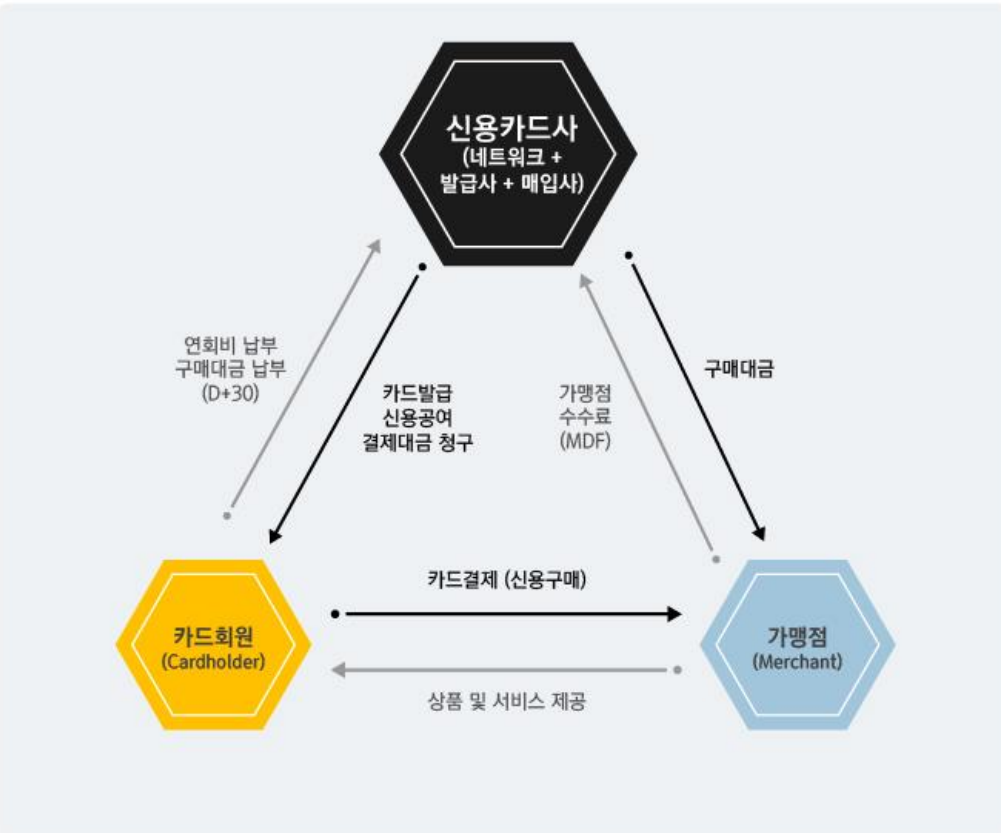 신용카드사
(네트워크 +
발급사 + 매입사)
연회비 납부
구매대금 납부
(D+30)
카드발급
신용공여
결제대금 청구
가맹점
수수료
(MDF)
구매대금
카드결제 (신용구매)
카드회원
(Cardholder)
가맹점
(Merchant)
상품 및 서비스 제공